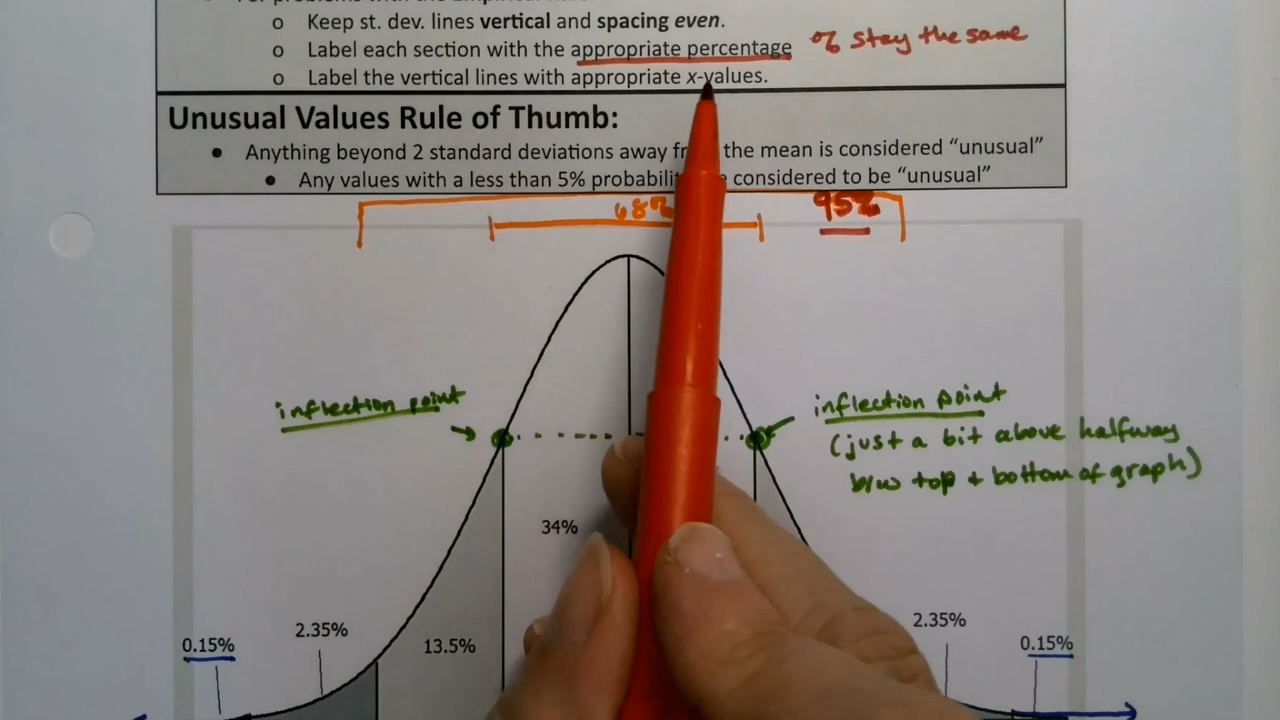 o Keep st. dev. lines vertical and spacing even.
o Label each section with the appropriate percentage % stay the same
o Label the vertical lines with appropriate x-values.
Unusual Values Rule of Thumb:
• Anything beyond 2 standard deviations away the mean is considered “unusual”
• Any values with a less than 5% considered to be “unusual”
68% 95%
inflection point
inflection point
(just a bit above halfway
b/w top + bottom of graph)
34%
13.5%
2.35%
0.15%
2.35%
0.15%